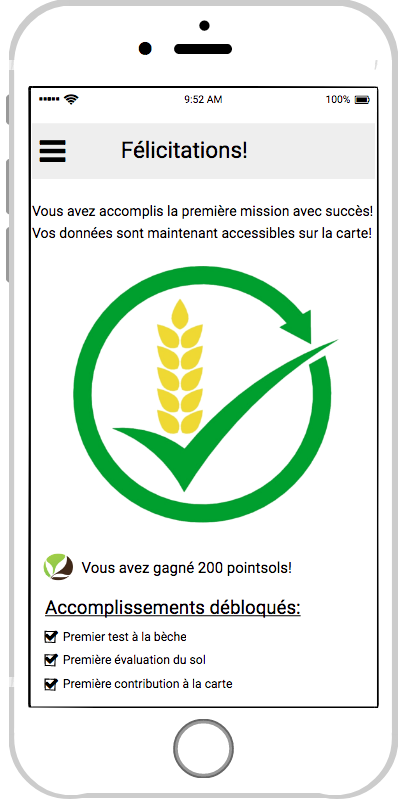 9:52 AM
100%
Félicitations!
Vous avez accomplis la première mission avec succès!
Vos données sont maintenant accessibles sur la carte!
Vous avez gagné 200 pointsols!
Accomplissements débloqués:
Premier test à la bèche
Première évaluation du sol
Première contribution à la carte